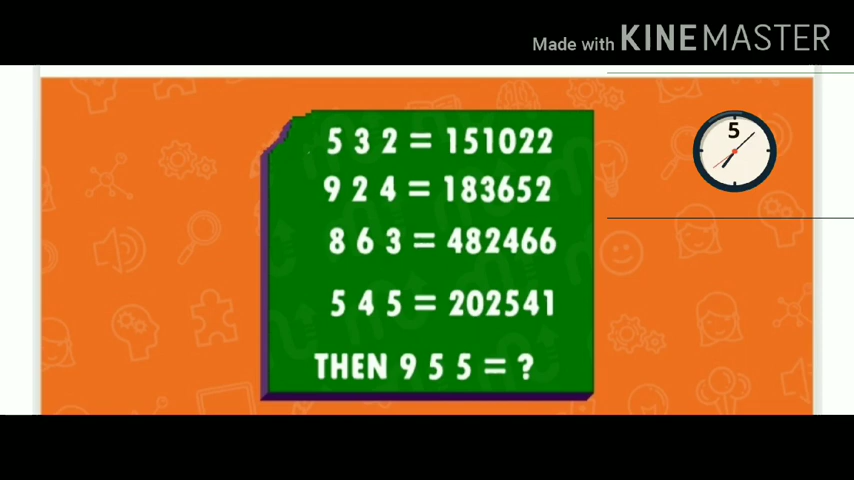 Made with KINEMASTER
5
5 3 2 = 151022
9 2 4 = 183652
8 6 3 = 482466
5 4 5 = 202541
THEN 9 5 5 = ?